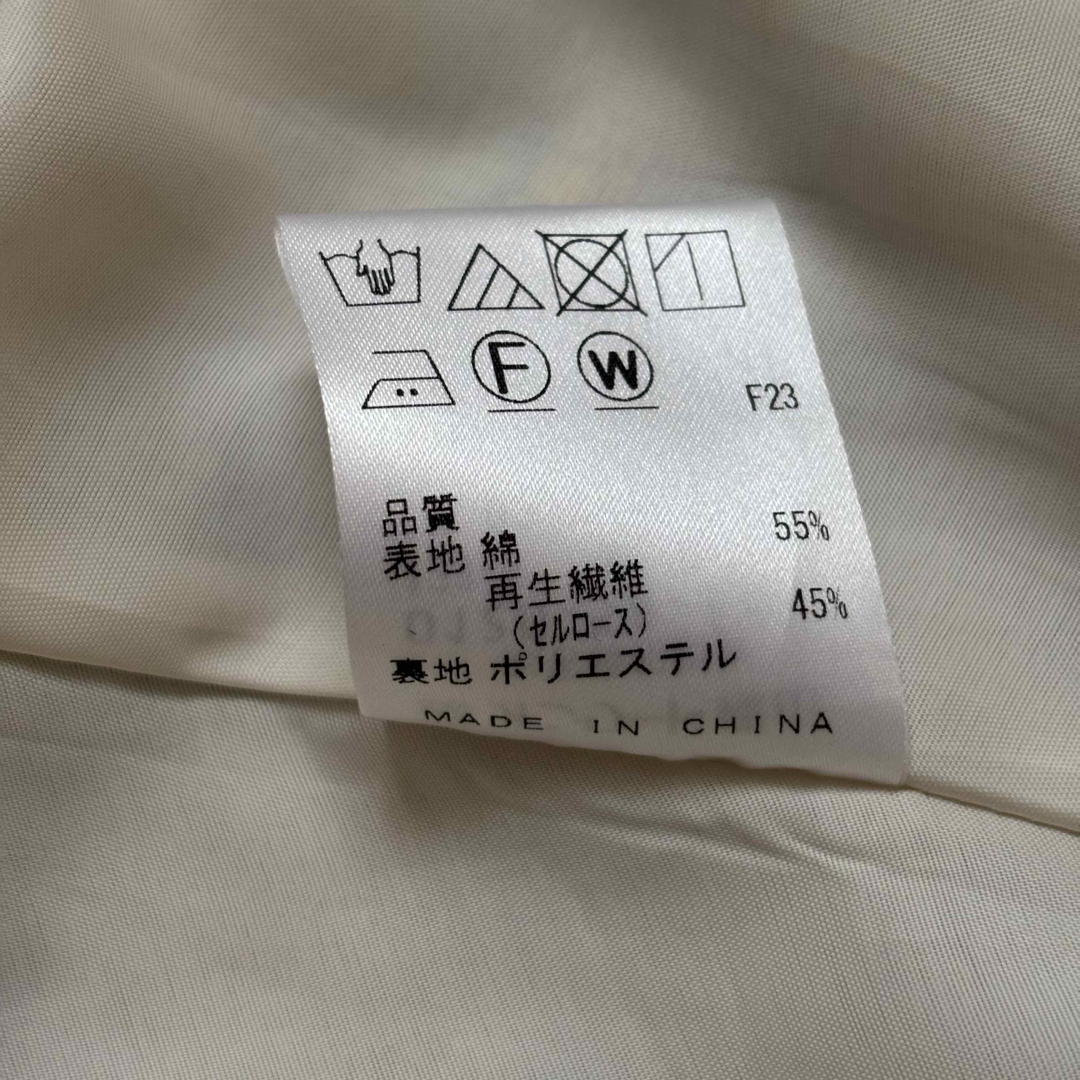 F
W
F23
品質
表地 綿 55%
再生繊維 45%
(セルロース)
裏地 ポリエステル
MADE IN CHINA